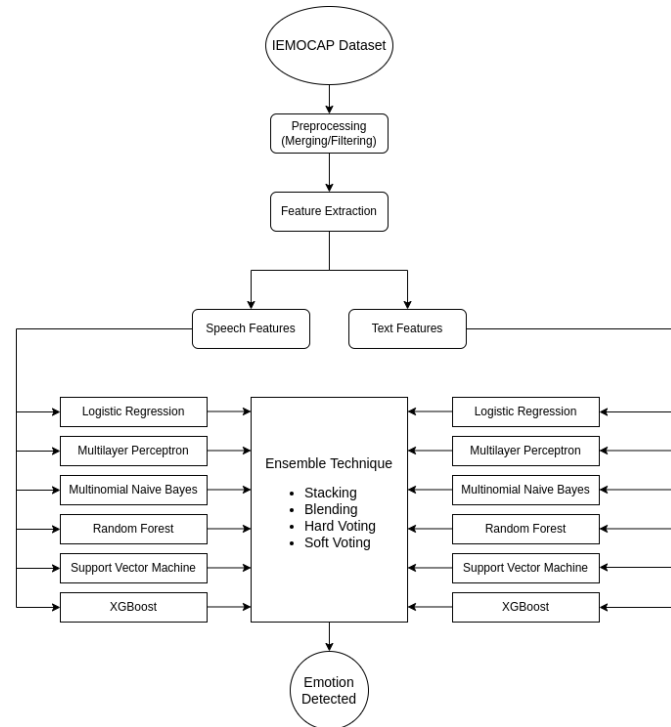 IEMOCAP Dataset
Preprocessing
(Merging/Filtering)
Feature Extraction
Speech Features
Text Features
Logistic Regression
Multilayer Perceptron
Multinomial Naive Bayes
Random Forest
Support Vector Machine
XGBoost
Ensemble Technique
• Stacking
• Blending
• Hard Voting
• Soft Voting
Logistic Regression
Multilayer Perceptron
Multinomial Naive Bayes
Random Forest
Support Vector Machine
XGBoost
Emotion
Detected